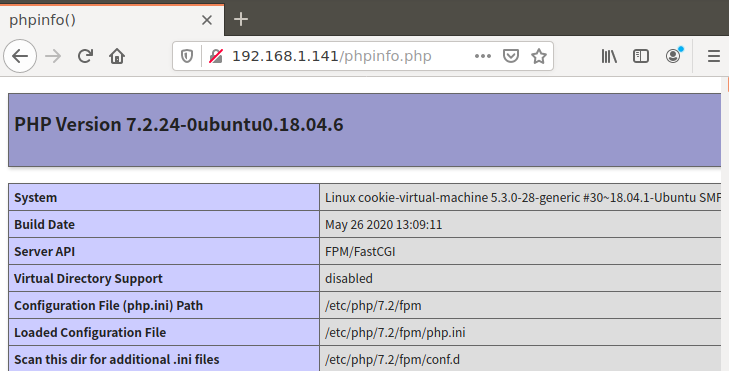 phpinfo()
192.168.1.141/phpinfo.php
PHP Version 7.2.24-0ubuntu0.18.04.6
System Linux cookie-virtual-machine 5.3.0-28-generic #30~18.04.1-Ubuntu SMP
Build Date May 26 2020 13:09:11
Server API FPM/FastCGI
Virtual Directory Support disabled
Configuration File (php.ini) Path /etc/php/7.2/fpm
Loaded Configuration File /etc/php/7.2/fpm/php.ini
Scan this dir for additional .ini files /etc/php/7.2/fpm/conf.d